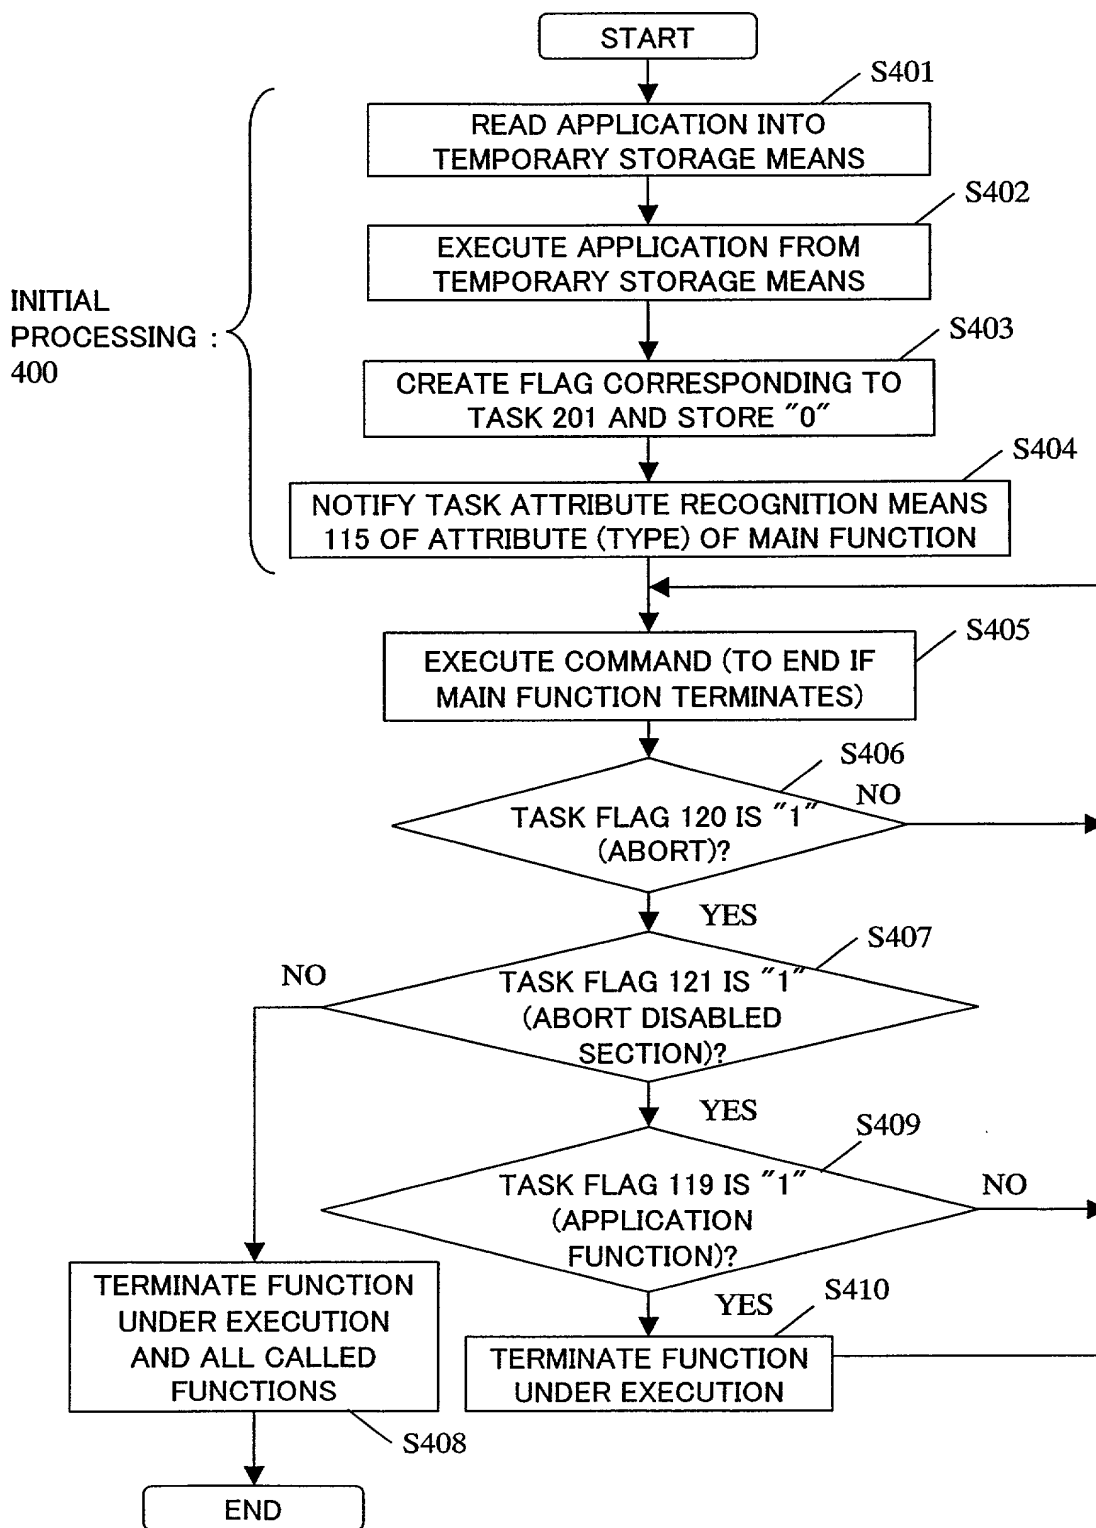 START
S401
READ APPLICATION INTO
TEMPORARY STORAGE MEANS
S402
EXECUTE APPLICATION FROM
TEMPORARY STORAGE MEANS
INITIAL
PROCESSING :
400
S403
CREATE FLAG CORRESPONDING TO
TASK 201 AND STORE "0"
S404
NOTIFY TASK ATTRIBUTE RECOGNITION MEANS
115 OF ATTRIBUTE (TYPE) OF MAIN FUNCTION
S405
EXECUTE COMMAND (TO END IF
MAIN FUNCTION TERMINATES)
S406
NO
TASK FLAG 120 IS "1"
(ABORT)?
YES
S407
NO
TASK FLAG 121 IS "1"
(ABORT DISABLED
SECTION)?
YES
S409
NO
TASK FLAG 119 IS "1"
(APPLICATION
FUNCTION)?
YES
S410
TERMINATE FUNCTION
UNDER EXECUTION
TERMINATE FUNCTION
UNDER EXECUTION
AND ALL CALLED
FUNCTIONS
S408
END